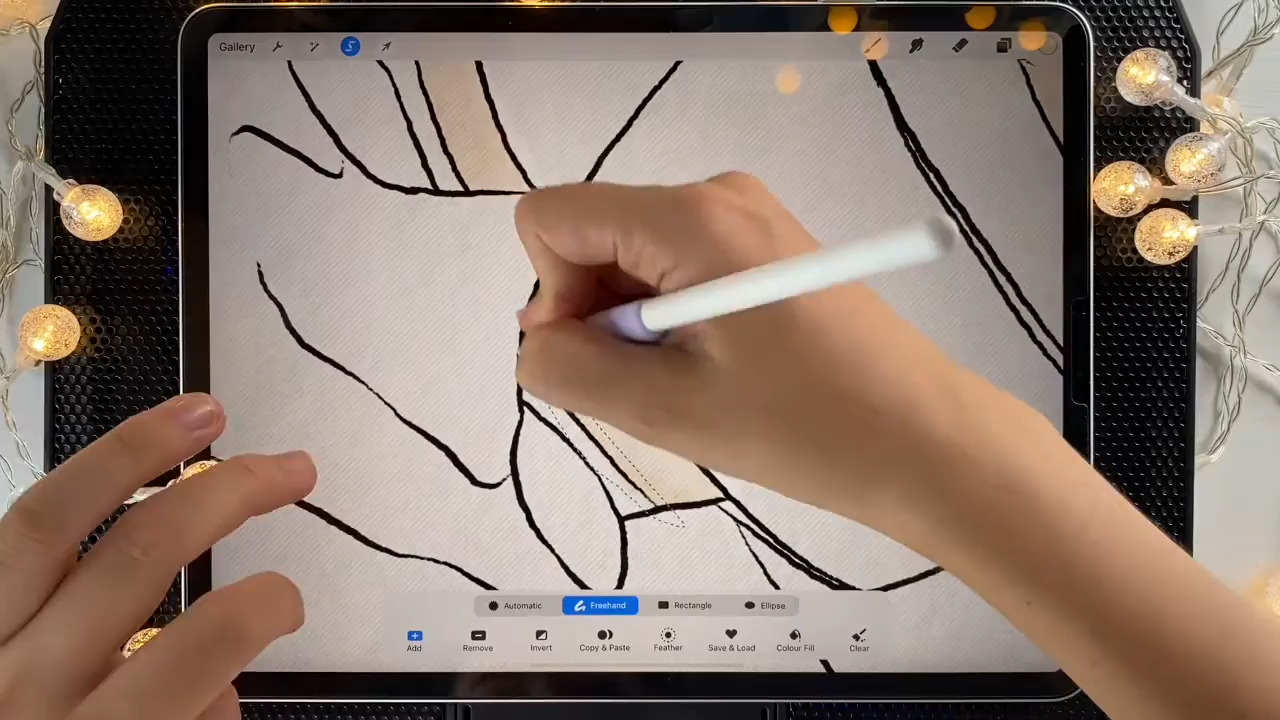 Gallery
Automatic Freehand Rectangle Ellipse
Add Remove Invert Copy & Paste Feather Save & Load Colour Fill Clear